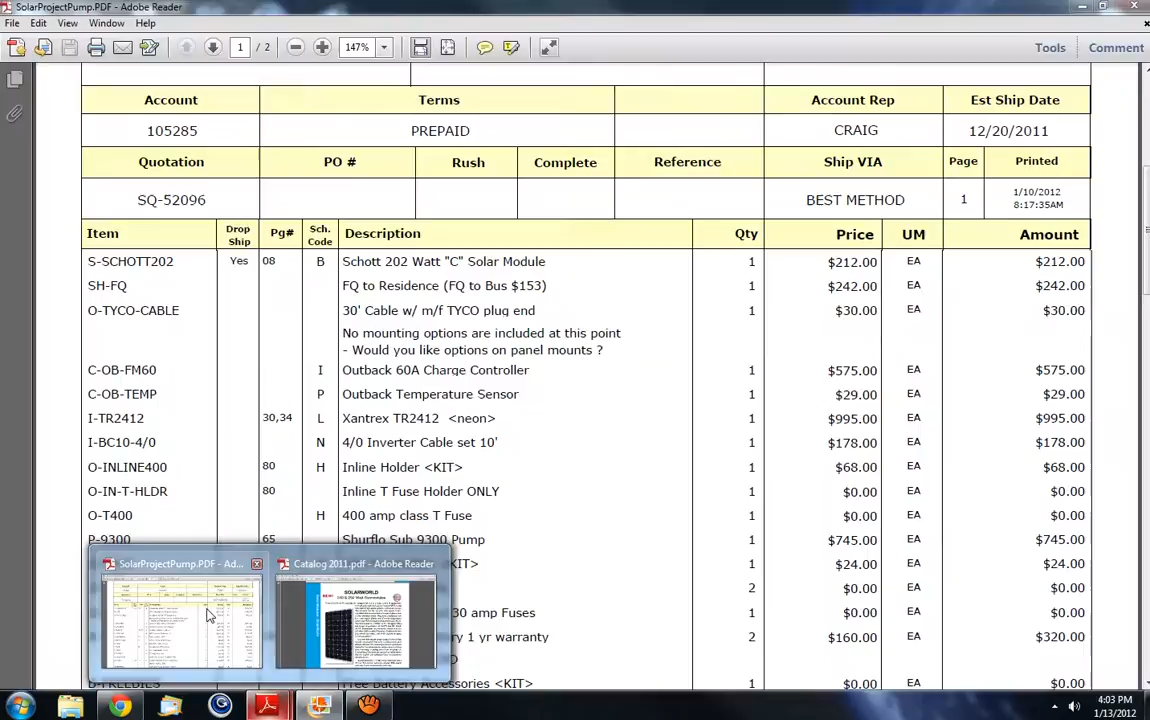 SolarProjectPump.PDF - Adobe Reader
File Edit View Window Help
1 / 2 147% Tools Comment
Account Terms Account Rep Est Ship Date
105285 PREPAID CRAIG 12/20/2011
Quotation PO # Rush Complete Reference Ship VIA Page Printed
SQ-52096 BEST METHOD 1 1/10/2012
8:17:35AM
Item Drop Ship Pg# Sch. Code Description Qty Price UM Amount
S-SCHOTT202 Yes 08 B Schott 202 Watt "C" Solar Module 1 $212.00 EA $212.00
SH-FQ FQ to Residence (FQ to Bus $153) 1 $242.00 EA $242.00
O-TYCO-CABLE 30' Cable w/ m/f TYCO plug end 1 $30.00 EA $30.00
No mounting options are included at this point
- Would you like options on panel mounts ?
C-OB-FM60 I Outback 60A Charge Controller 1 $575.00 EA $575.00
C-OB-TEMP P Outback Temperature Sensor 1 $29.00 EA $29.00
I-TR2412 30,34 L Xantrex TR2412 <neon> 1 $995.00 EA $995.00
I-BC10-4/0 N 4/0 Inverter Cable set 10' 1 $178.00 EA $178.00
O-INLINE400 80 H Inline Holder <KIT> 1 $68.00 EA $68.00
O-IN-T-HLDR 80 Inline T Fuse Holder ONLY 1 $0.00 EA $0.00
O-T400 H 400 amp class T Fuse 1 $0.00 EA $0.00
P-9300 65 Shurflo Sub 9300 Pump 1 $745.00 EA $745.00
SolarProjectPump.PDF - Ad... Catalog 2011.pdf - Adobe Reader
KIT> 1 $24.00 EA $24.00
SOLARWORLD
2 $0.00 EA $0.00
30 amp Fuses 1 $0.00 EA $0.00
ry 1 yr warranty 2 $160.00 EA $320.00
Free Battery Accessories <KIT> 1 $0.00 EA $0.00
4:03 PM
1/13/2012